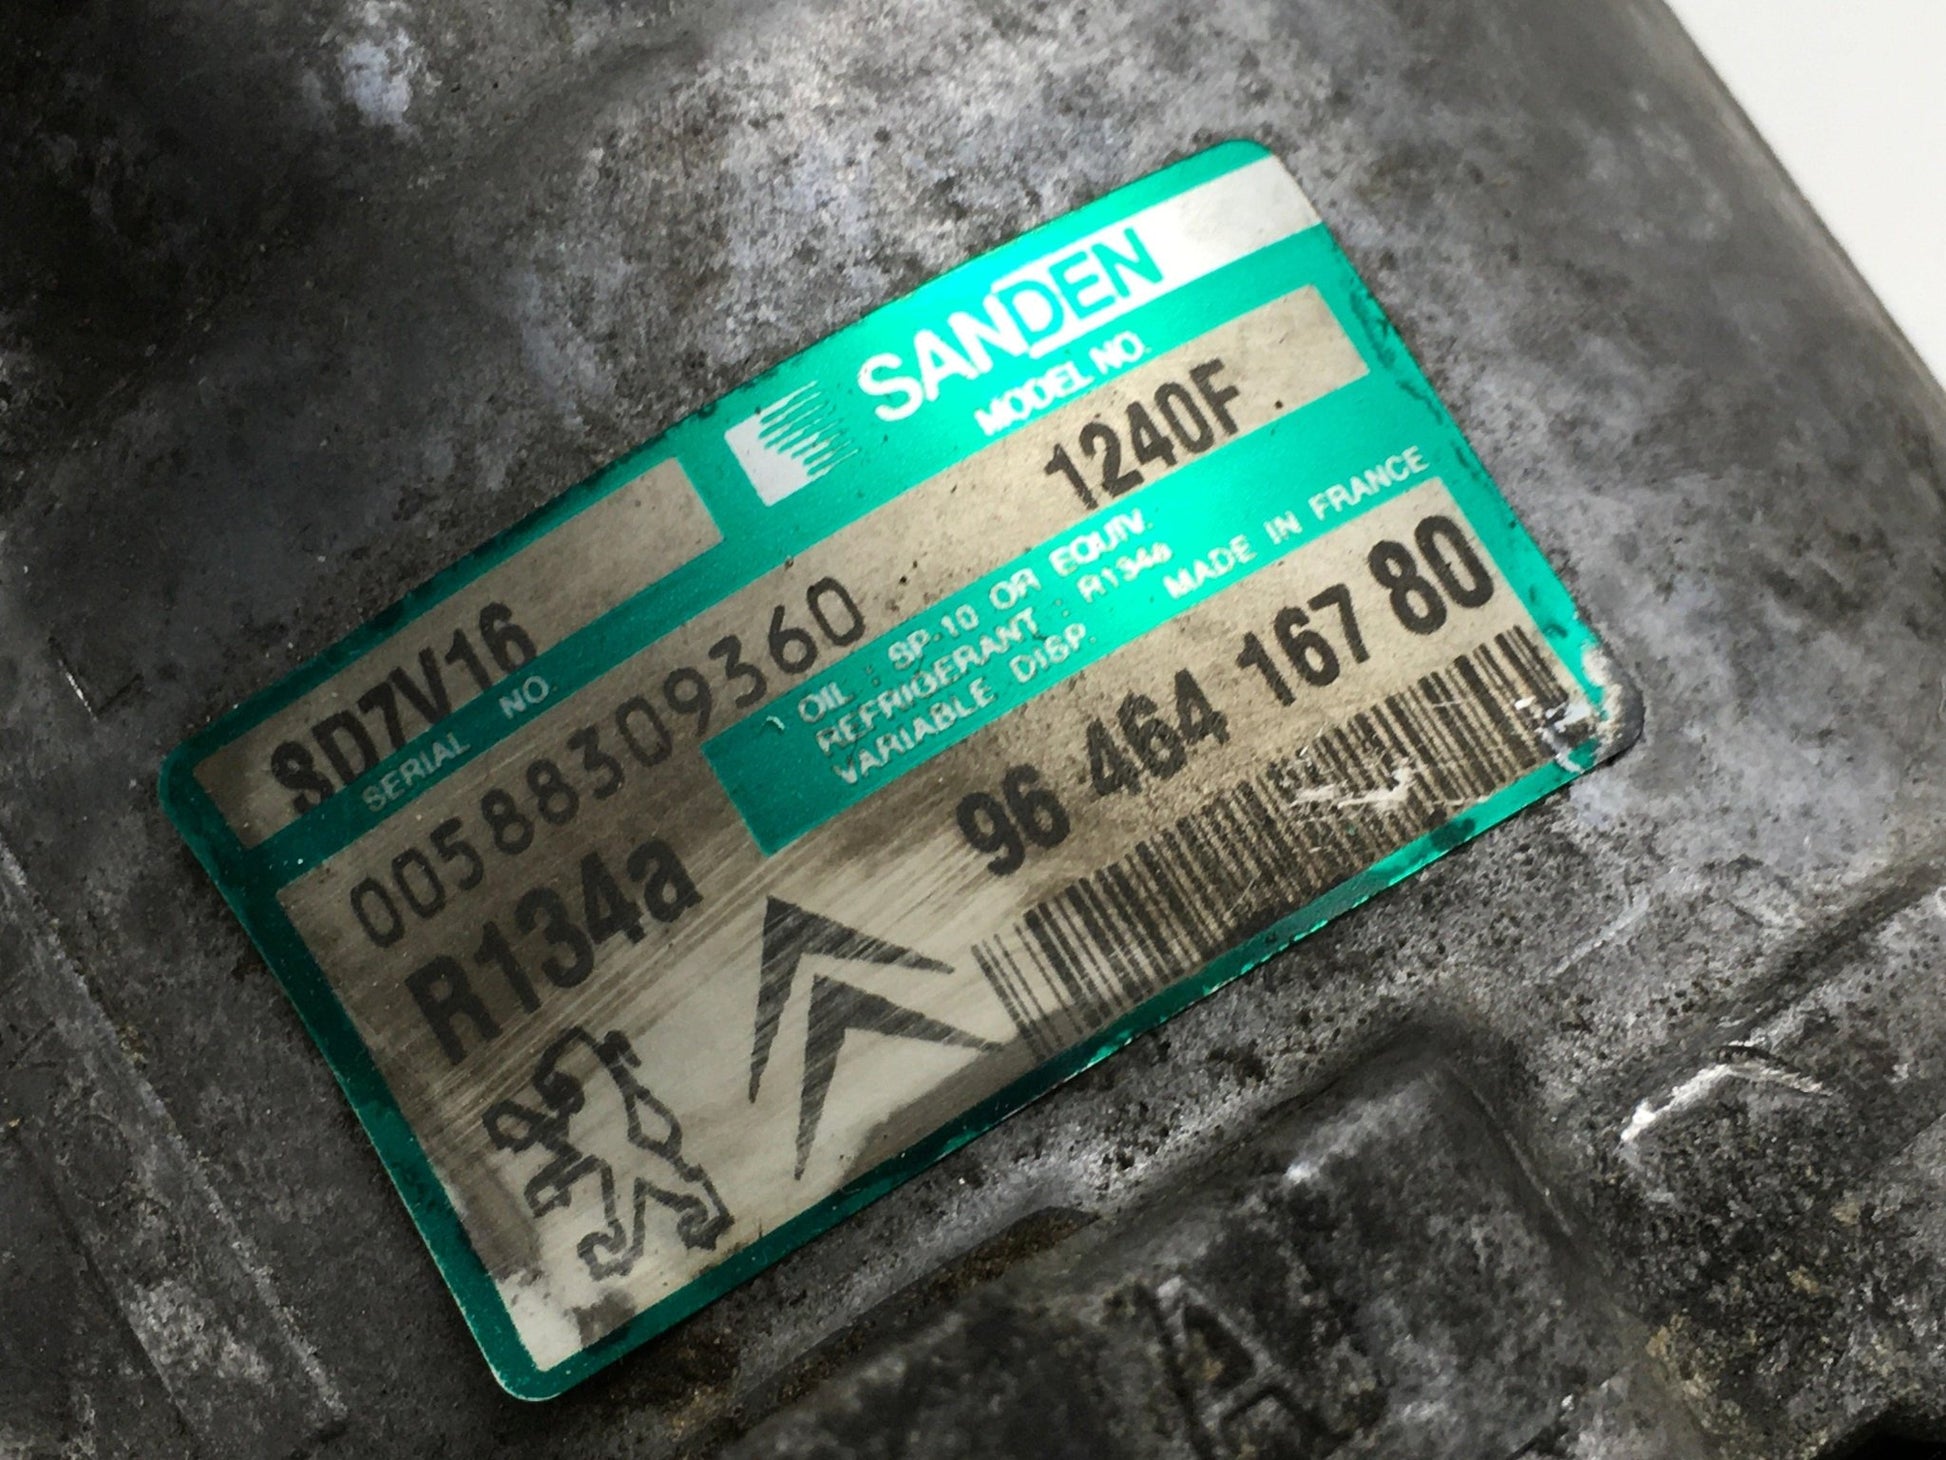 SANDEN
MODEL NO.
SD7V16
1240F
SERIAL NO.
00588309360
OIL : SP-10 OR EQUIV.
REFRIGERANT : R134a
VARIABLE DISP.
MADE IN FRANCE
R134a
96 464 167 80
A